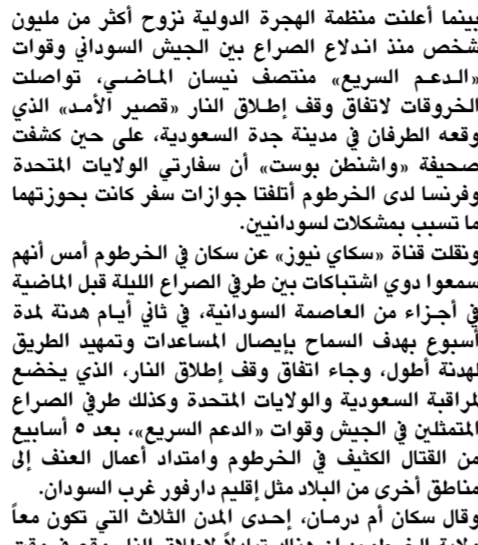 بينما أعلنت منظمة الهجرة الدولية نزوح أكثر من مليون
شخص منذ اندلاع الصراع بين الجيش السوداني وقوات
«الدعم السريع» منتصف نيسان الماضي، تواصلت
الخروقات لاتفاق وقف إطلاق النار «قصير الأمد» الذي
وقعه الطرفان في مدينة جدة السعودية، على حين كشفت
صحيفة «واشنطن بوست» أن سفارتي الولايات المتحدة
وفرنسا لدى الخرطوم أتلفتا جوازات سفر كانت بحوزتهما
ما تسبب بمشكلات لسودانيين.
ونقلت قناة «سكاي نيوز» عن سكان في الخرطوم أمس أنهم
سمعوا دوي اشتباكات بين طرفي الصراع الليلة قبل الماضية
في أجزاء من العاصمة السودانية، في ثاني أيام هدنة لمدة
أسبوع بهدف السماح بإيصال المساعدات وتمهيد الطريق
لهدنة أطول، وجاء اتفاق وقف إطلاق النار، الذي يخضع
لمراقبة السعودية والولايات المتحدة وكذلك طرفي الصراع
المتمثلين في الجيش وقوات «الدعم السريع»، بعد ٥ أسابيع
من القتال الكثيف في الخرطوم وامتداد أعمال العنف إلى
مناطق أخرى من البلاد مثل إقليم دارفور غرب السودان.
وقال سكان أم درمان، إحدى المدن الثلاث التي تكون معاً